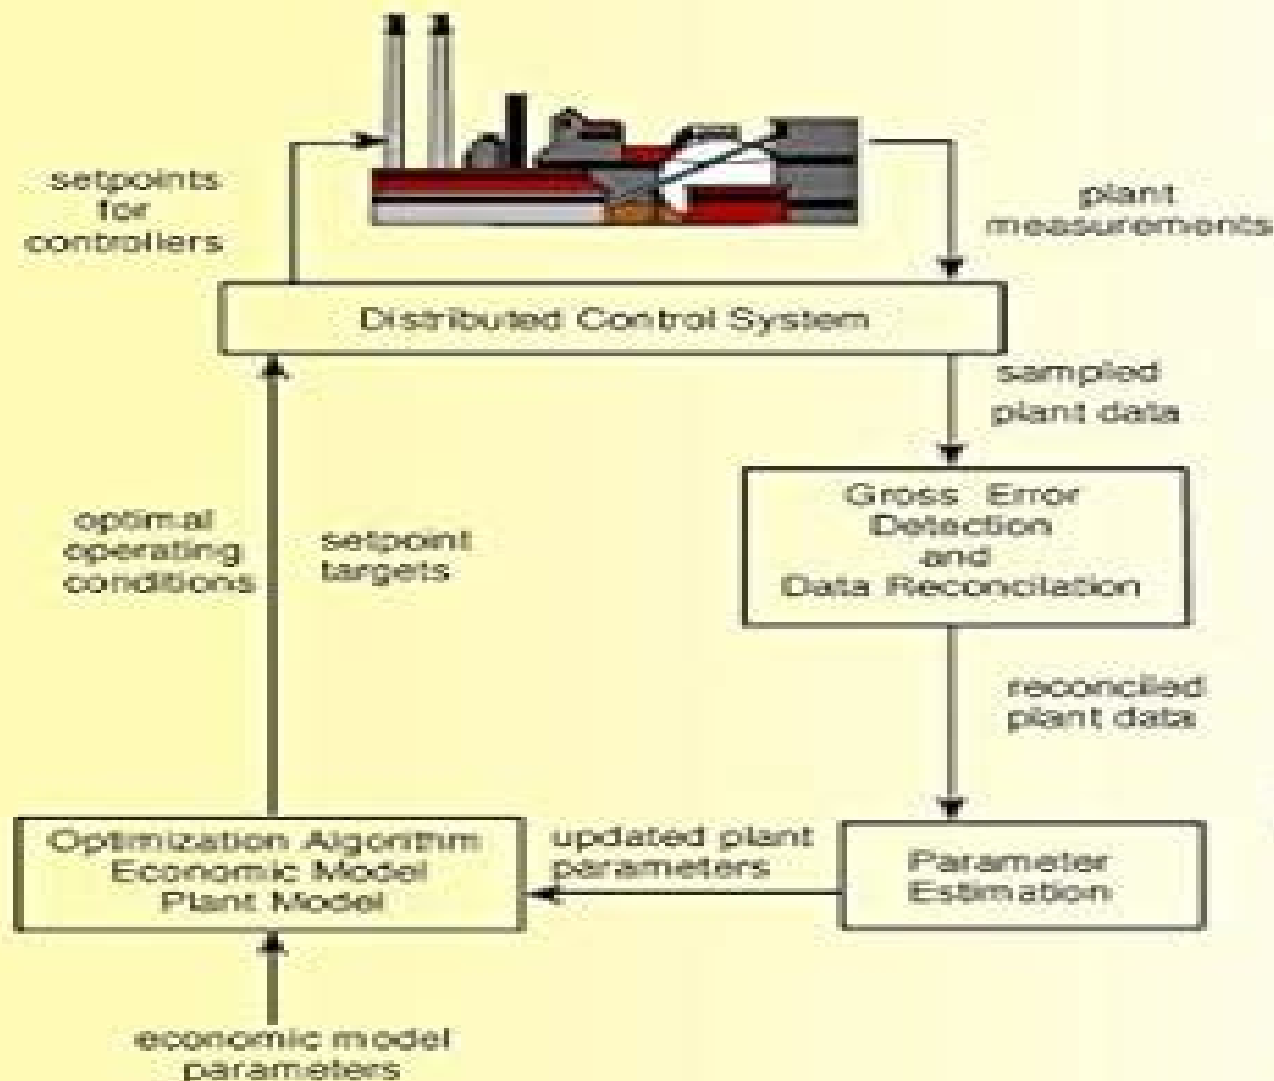 setpoints
for
controllers
plant
measurements
Distributed Control System
sampled
plant data
Gross Error
Detection
and
Data Reconcilation
optimal
operating
conditions
setpoint
targets
reconciled
plant data
Optimization Algorithm
Economic Model
Plant Model
updated plant
parameters
Parameter
Estimation
economic model
parameters